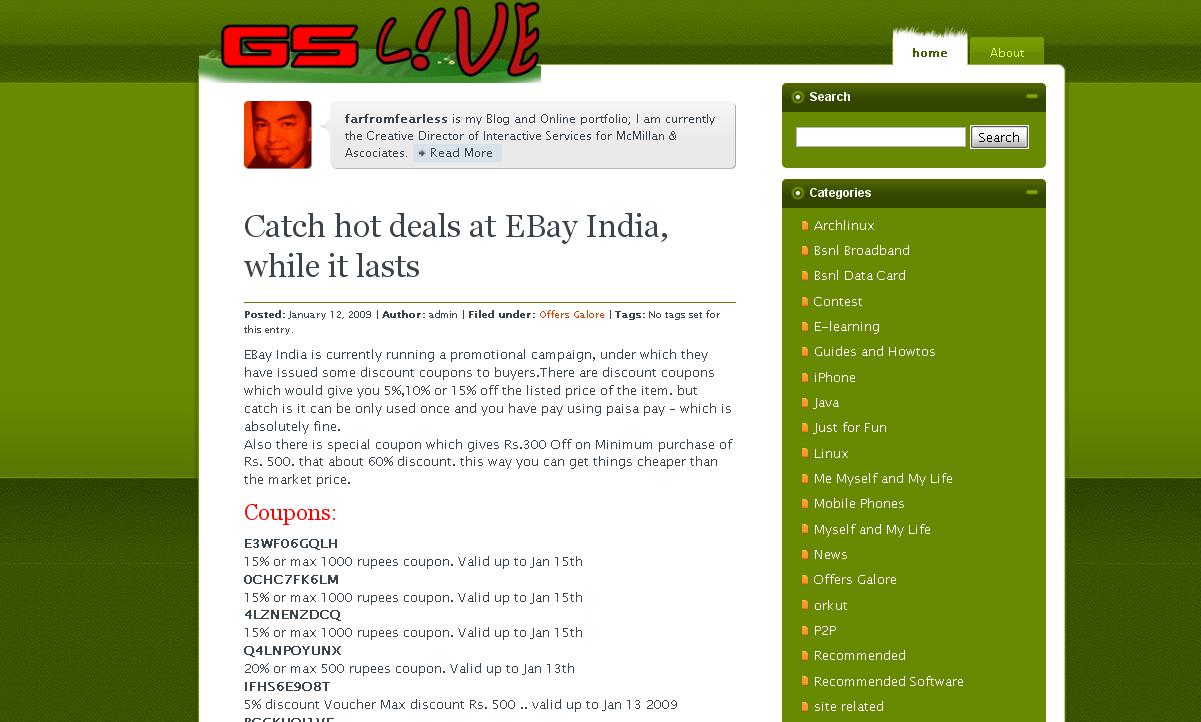 GS L!VE
home
About
farfromfearless is my Blog and Online portfolio; I am currently
the Creative Director of Interactive Services for McMillan &
Ascociates. Read More
Catch hot deals at EBay India,
while it lasts
Posted: January 12, 2009 | Author: admin | Filed under: Offers Galore | Tags: No tags set for
this entry.
EBay India is currently running a promotional campaign, under which they
have issued some discount coupons to buyers.There are discount coupons
which would give you 5%,10% or 15% off the listed price of the item. but
catch is it can be only used once and you have pay using paisa pay – which is
absolutely fine.
Also there is special coupon which gives Rs.300 Off on Minimum purchase of
Rs. 500. that about 60% discount. this way you can get things cheaper than
the market price.
Coupons:
E3WF06GQLH
15% or max 1000 rupees coupon. Valid up to Jan 15th
0CHC7FK6LM
15% or max 1000 rupees coupon. Valid up to Jan 15th
4LZNENZDCQ
15% or max 1000 rupees coupon. Valid up to Jan 15th
Q4LNPOYUNX
20% or max 500 rupees coupon. Valid up to Jan 13th
IFHS6E9O8T
5% discount Voucher Max discount Rs. 500 .. valid up to Jan 13 2009
Search
Search
Categories
Archlinux
Bsnl Broadband
Bsnl Data Card
Contest
E-learning
Guides and Howtos
iPhone
Java
Just for Fun
Linux
Me Myself and My Life
Mobile Phones
Myself and My Life
News
Offers Galore
orkut
P2P
Recommended
Recommended Software
site related